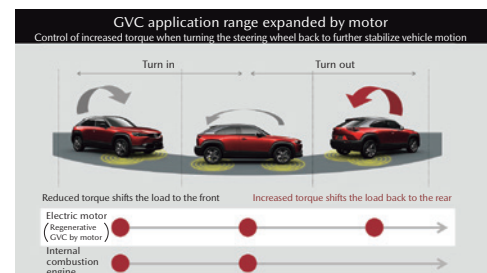 GVC application range expanded by motor
Control of increased torque when turning the steering wheel back to further stabilize vehicle motion
Turn in Turn out
Reduced torque shifts the load to the front Increased torque shifts the load back to the rear
Electric motor
(Regenerative
GVC by motor)
Internal
combustion
engine